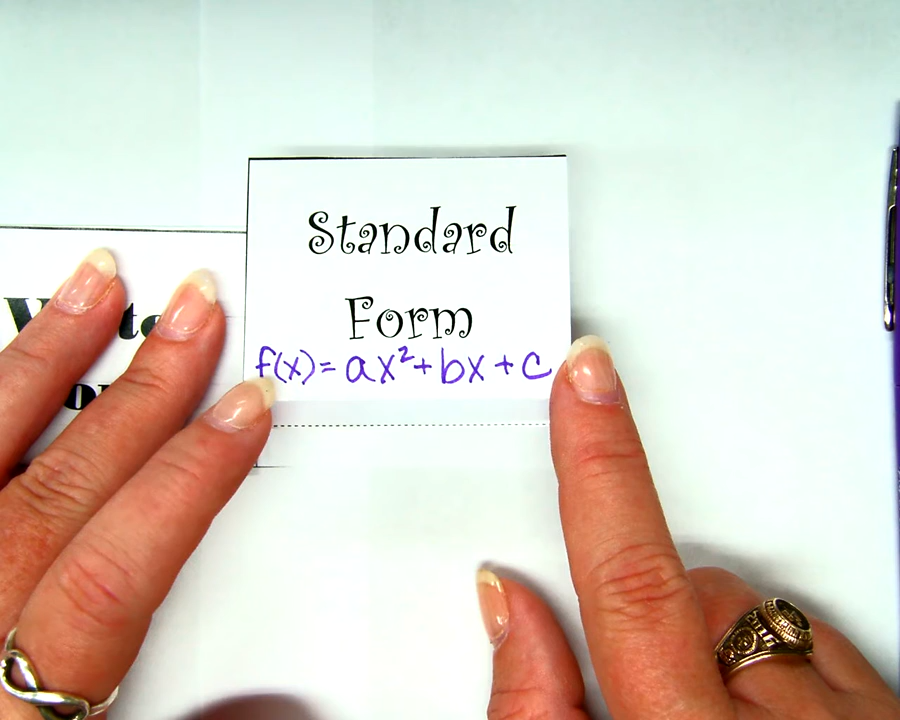 Standard
Form
f(x) = ax²+ bx + c